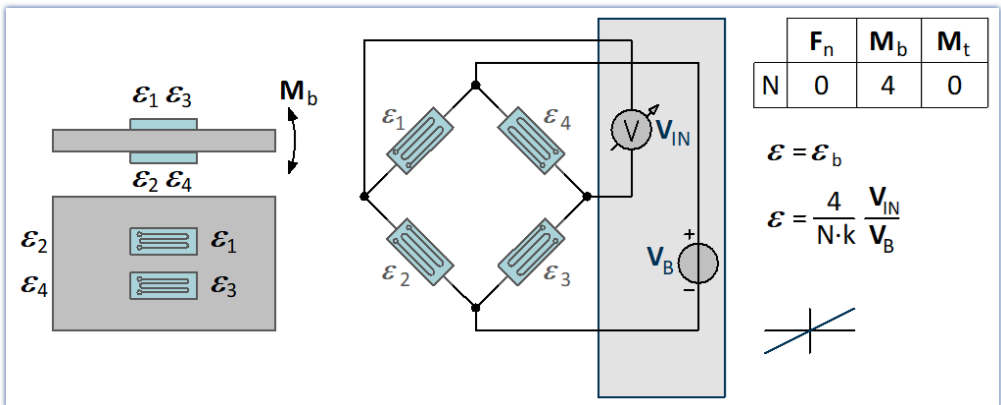 ε1 ε3
Mb
ε2 ε4
ε2
ε1
ε4
ε3
ε1
ε4
ε2
ε3
V
VIN
VB
+
−
Fn Mb Mt
N 0 4 0
ε = εb
ε = 4 / N·k VIN / VB